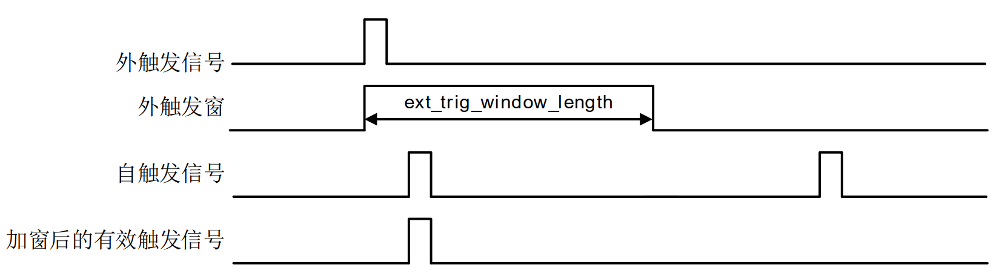 外触发信号
外触发窗
ext_trig_window_length
自触发信号
加窗后的有效触发信号